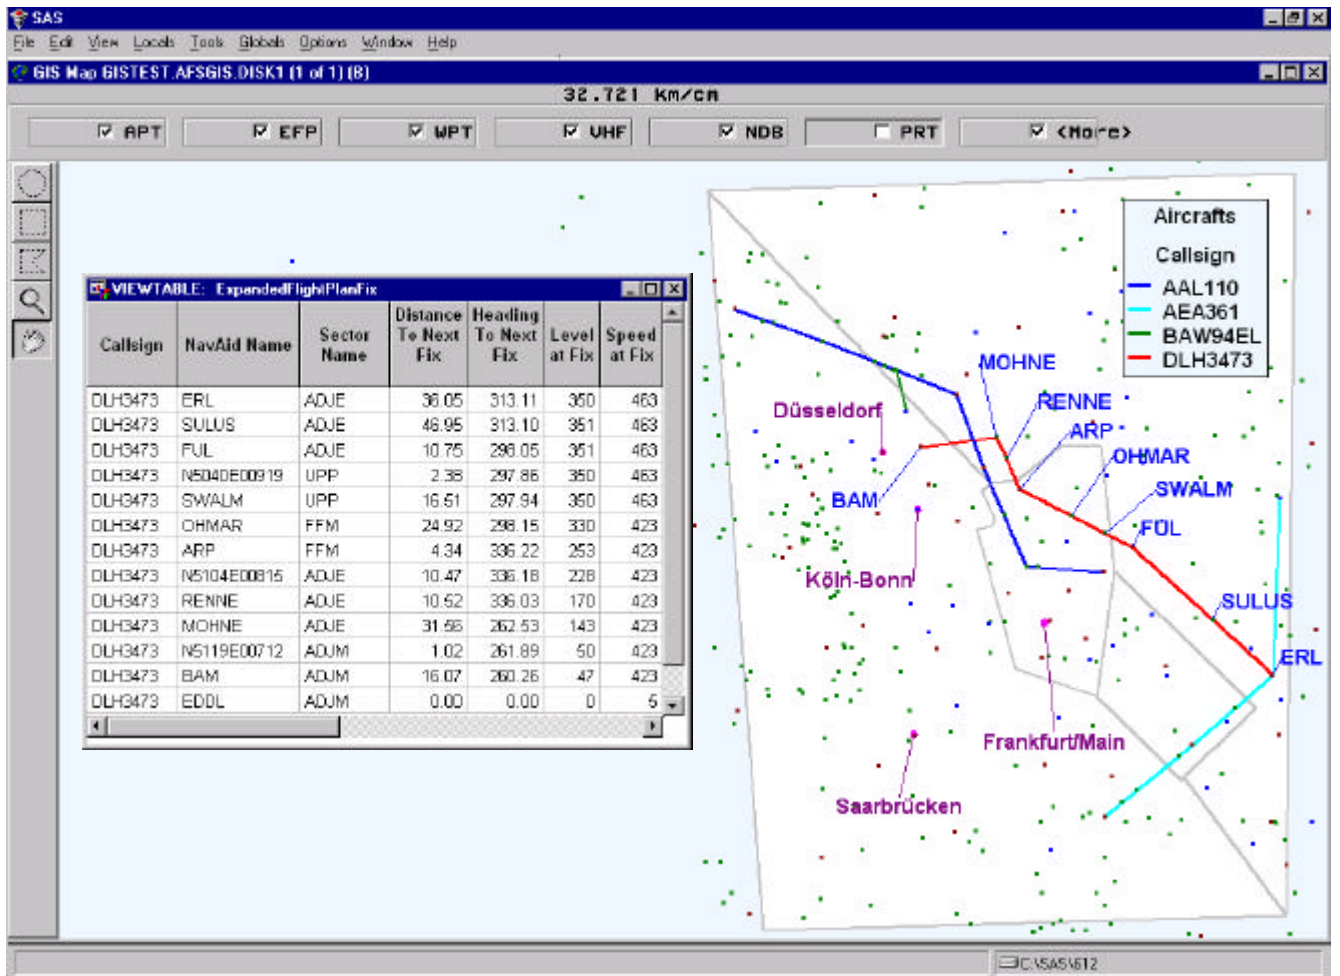 SAS
File Edit View Locals Tools Globals Options Window Help
GIS Map GISTEST.AFSGIS.DISK1 (1 of 1) (B)
32.721 Km/cm
APT EFP WPT VHF NDB PRT <More>
Aircrafts
Callsign
AAL110
AEA361
BAW94EL
DLH3473
VIEWTABLE: ExpandedFlightPlanFix
Callsign NavAid Name Sector Name Distance To Next Fix Heading To Next Fix Level at Fix Speed at Fix
DLH3473 ERL ADJE 36.05 313.11 350 463
DLH3473 SULUS ADJE 46.95 313.10 351 463
DLH3473 FUL ADJE 10.75 298.05 351 463
DLH3473 N5040E00919 UPP 2.38 297.86 350 463
DLH3473 SWALM UPP 16.51 297.94 350 463
DLH3473 OHMAR FFM 24.92 298.15 330 423
DLH3473 ARP FFM 4.34 336.22 253 423
DLH3473 N5104E00815 ADJE 10.47 336.18 228 423
DLH3473 RENNE ADJE 10.52 336.03 170 423
DLH3473 MOHNE ADJE 31.56 262.53 143 423
DLH3473 N5119E00712 ADJM 1.02 261.89 50 423
DLH3473 BAM ADJM 16.07 260.26 47 423
DLH3473 EDDL ADJM 0.00 0.00 0 5
MOHNE
RENNE
Düsseldorf
ARP
OHMAR
SWALM
BAM
FUL
Köln-Bonn
SULUS
ERL
Frankfurt/Main
Saarbrücken
C:\SAS\612